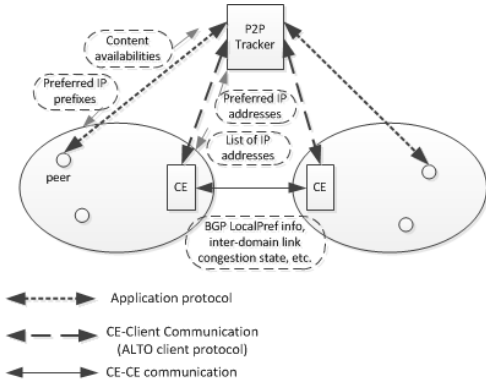 P2P
Tracker
Content
availabilities
Preferred IP
prefixes
Preferred IP
addresses
List of IP
addresses
peer
CE
CE
BGP LocalPref info,
inter-domain link
congestion state, etc.
Application protocol
CE-Client Communication
(ALTO client protocol)
CE-CE communication